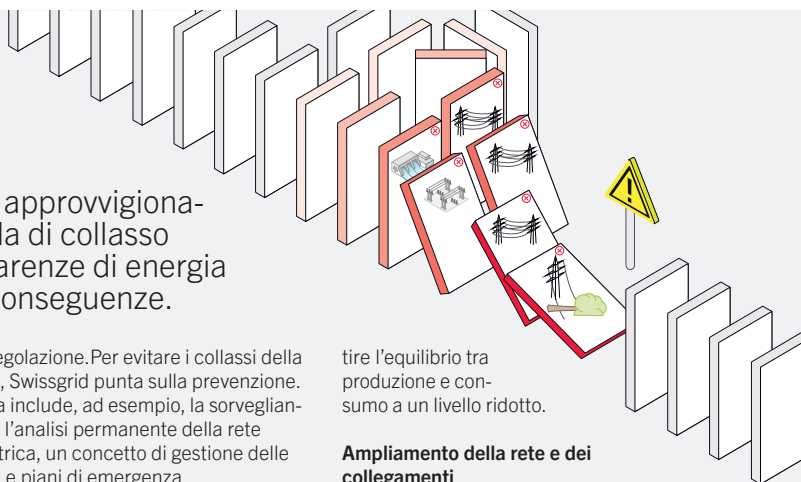 approvvigiona-
di collasso
di energia
onseguenze.
egolazione.Per evitare i collassi della
, Swissgrid punta sulla prevenzione.
a include, ad esempio, la sorveglian-
l'analisi permanente della rete
trica, un concetto di gestione delle
e piani di emergenza
tire l'equilibrio tra
produzione e con-
sumo a un livello ridotto.
Ampliamento della rete e dei
collegamenti